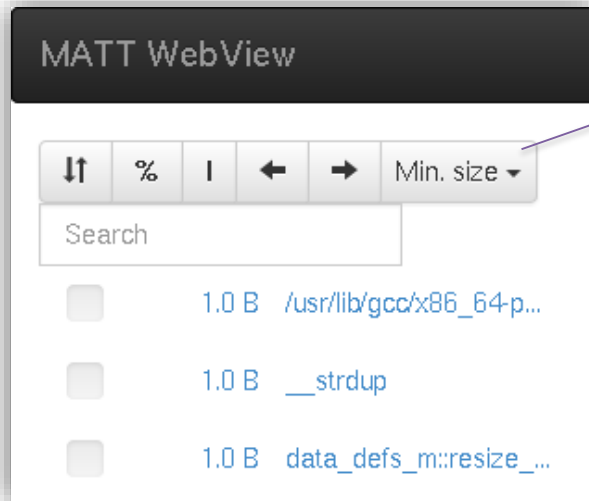 MATT WebView
% I Min. size
Search
1.0 B /usr/lib/gcc/x86_64-p...
1.0 B __strdup
1.0 B data_defs_m::resize_...